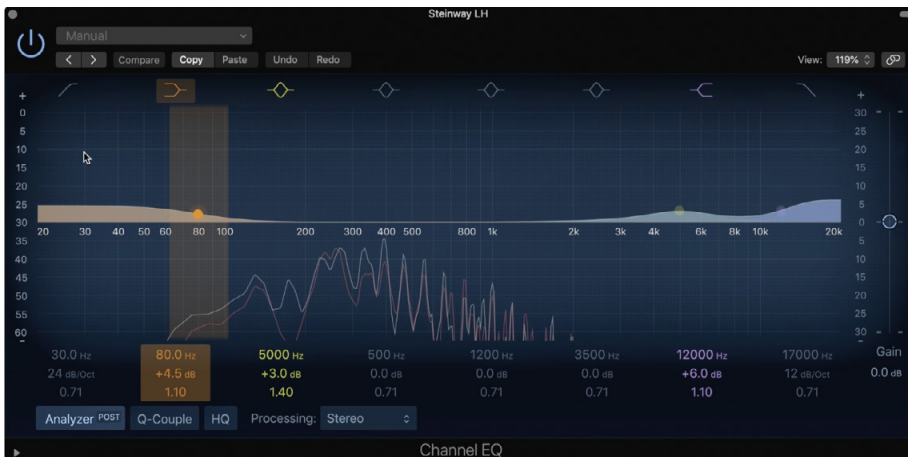 Steinway LH
Manual
Compare Copy Paste Undo Redo View: 119%
+ +
0 30
5 25
10 20
15 15
20 10
25 5
30 0
20 30 40 50 60 80 100 200 300 400 500 800 1k 2k 3k 4k 6k 8k 10k 20k
35 5
40 10
45 15
50 20
55 25
60 30
- -
30.0 Hz 80.0 Hz 5000 Hz 500 Hz 1200 Hz 3500 Hz 12000 Hz 17000 Hz Gain
24 dB/Oct +4.5 dB +3.0 dB 0.0 dB 0.0 dB 0.0 dB +6.0 dB 12 dB/Oct 0.0 dB
0.71 1.10 1.40 0.71 0.71 0.71 1.10 0.71
Analyzer POST Q-Couple HQ Processing: Stereo
Channel EQ